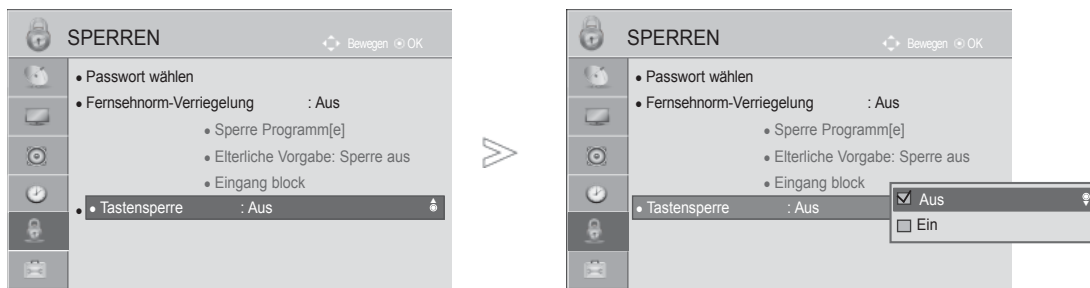 SPERREN
Bewegen OK
• Passwort wählen
• Fernsehnorm-Verriegelung : Aus
• Sperre Programm[e]
• Elterliche Vorgabe: Sperre aus
• Eingang block
• • Tastensperre : Aus
SPERREN
Bewegen OK
• Passwort wählen
• Fernsehnorm-Verriegelung : Aus
• Sperre Programm[e]
• Elterliche Vorgabe: Sperre aus
• Eingang block
• Tastensperre : Aus
Aus
Ein